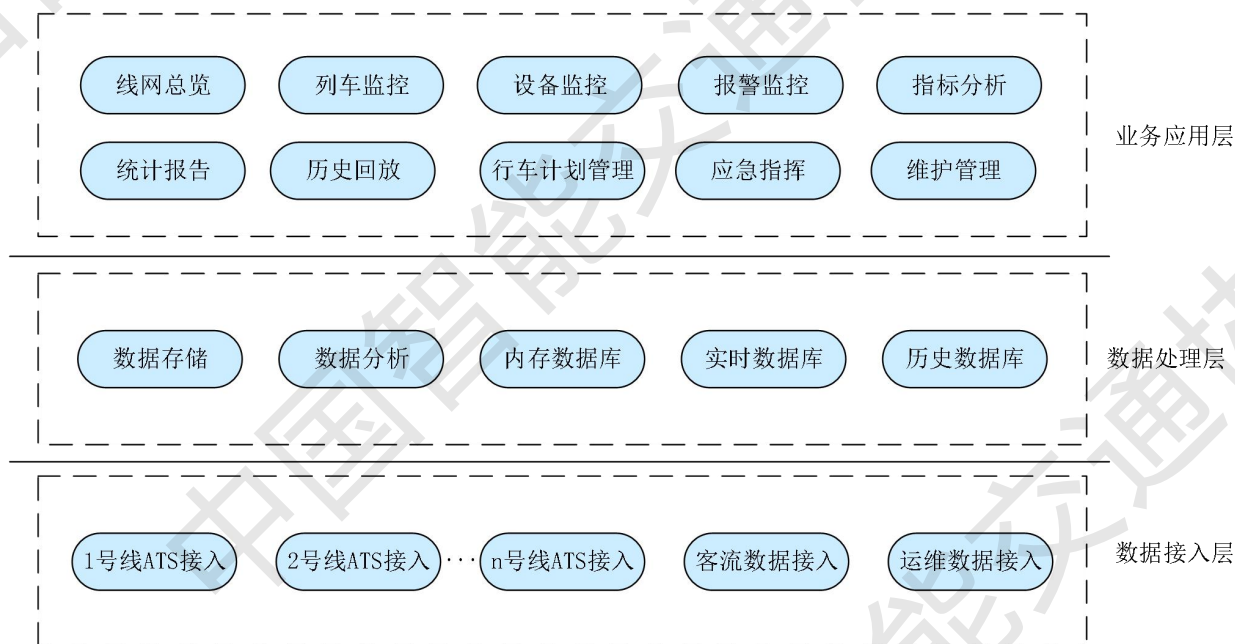 线网总览 列车监控 设备监控 报警监控 指标分析
业务应用层
统计报告 历史回放 行车计划管理 应急指挥 维护管理
数据存储 数据分析 内存数据库 实时数据库 历史数据库
数据处理层
1号线ATS接入 2号线ATS接入 ··· n号线ATS接入 客流数据接入 运维数据接入
数据接入层
中国智能交通